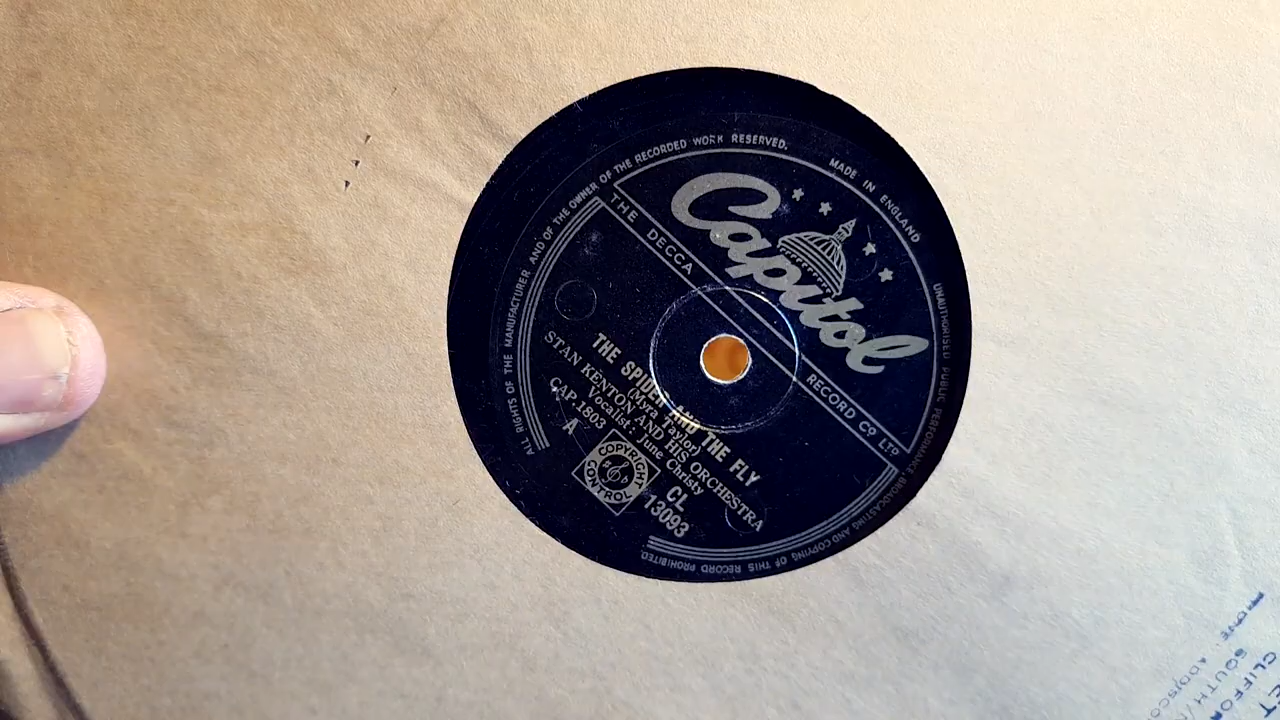 ALL RIGHTS OF THE MANUFACTURER AND OF THE OWNER OF THE RECORDED WORK RESERVED.
MADE IN ENGLAND
UNAUTHORISED PUBLIC PERFORMANCE, BROADCASTING AND COPYING OF THIS RECORD PROHIBITED.
Capitol
THE DECCA RECORD CO LTD
THE SPIDER AND THE FLY
(Myra Taylor)
STAN KENTON AND HIS ORCHESTRA
Vocalist: June Christy
CAP.1803
A
COPYRIGHT
CONTROL
CL
13093
SOUTH